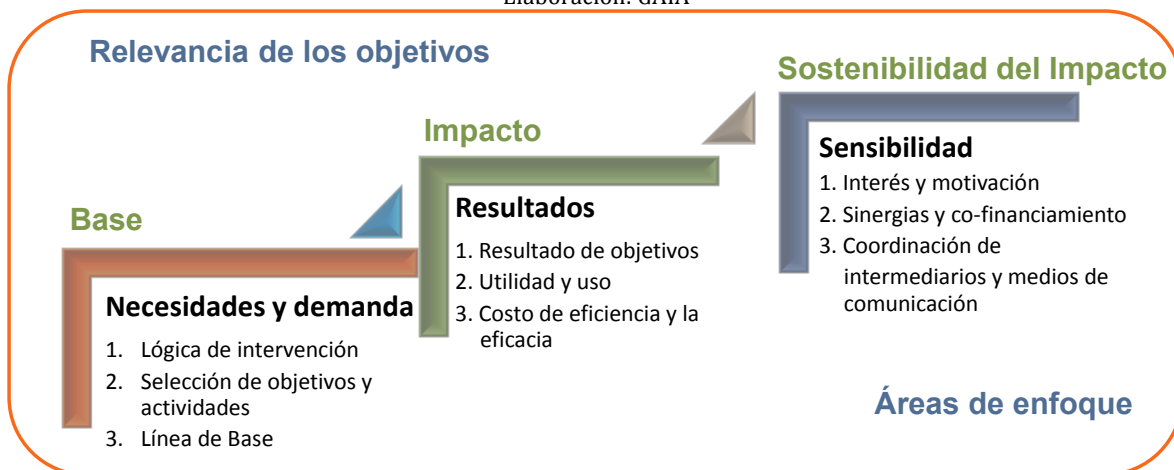 Elaboración: GAIA
Relevancia de los objetivos
Base
Necesidades y demanda
1. Lógica de intervención
2. Selección de objetivos y
actividades
3. Línea de Base
Impacto
Resultados
1. Resultado de objetivos
2. Utilidad y uso
3. Costo de eficiencia y la
eficacia
Sostenibilidad del Impacto
Sensibilidad
1. Interés y motivación
2. Sinergias y co-financiamiento
3. Coordinación de
intermediarios y medios de
comunicación
Áreas de enfoque